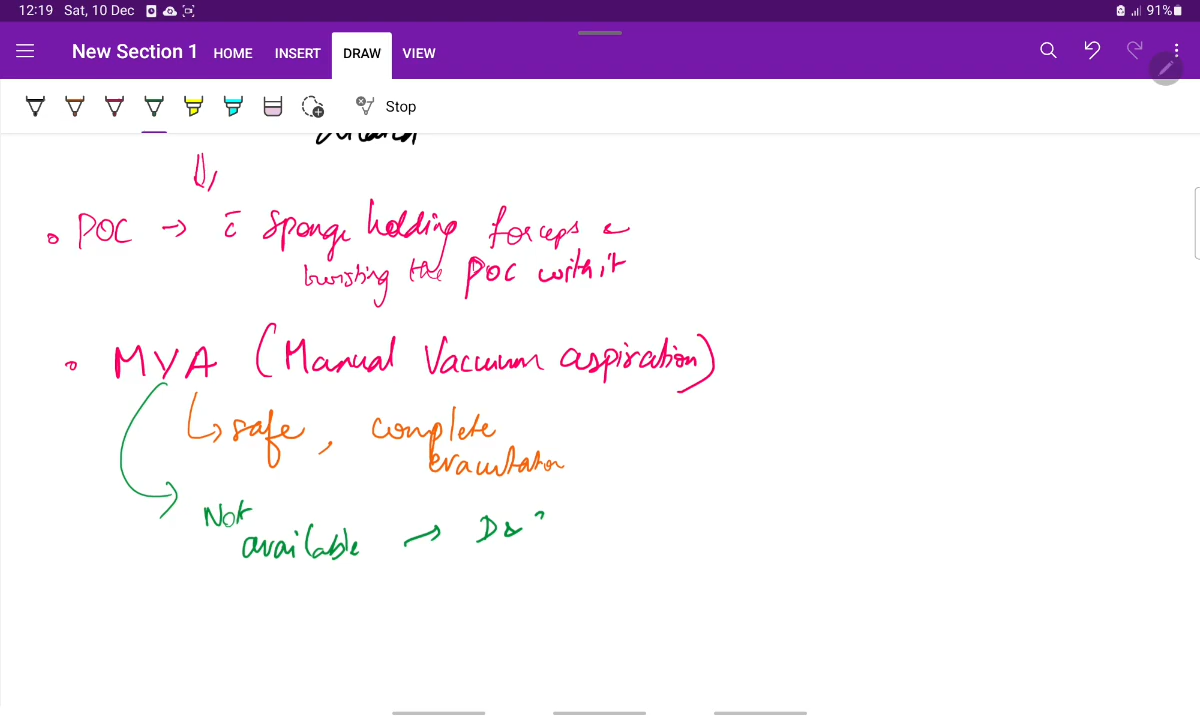 12:19 Sat, 10 Dec 91%
New Section 1 HOME INSERT DRAW VIEW
Stop
• POC → c̄ sponge holding forceps
twisting the POC with it
• MVA (Manual Vacuum aspiration)
↳ safe, complete
evacuation
Not
available → D&